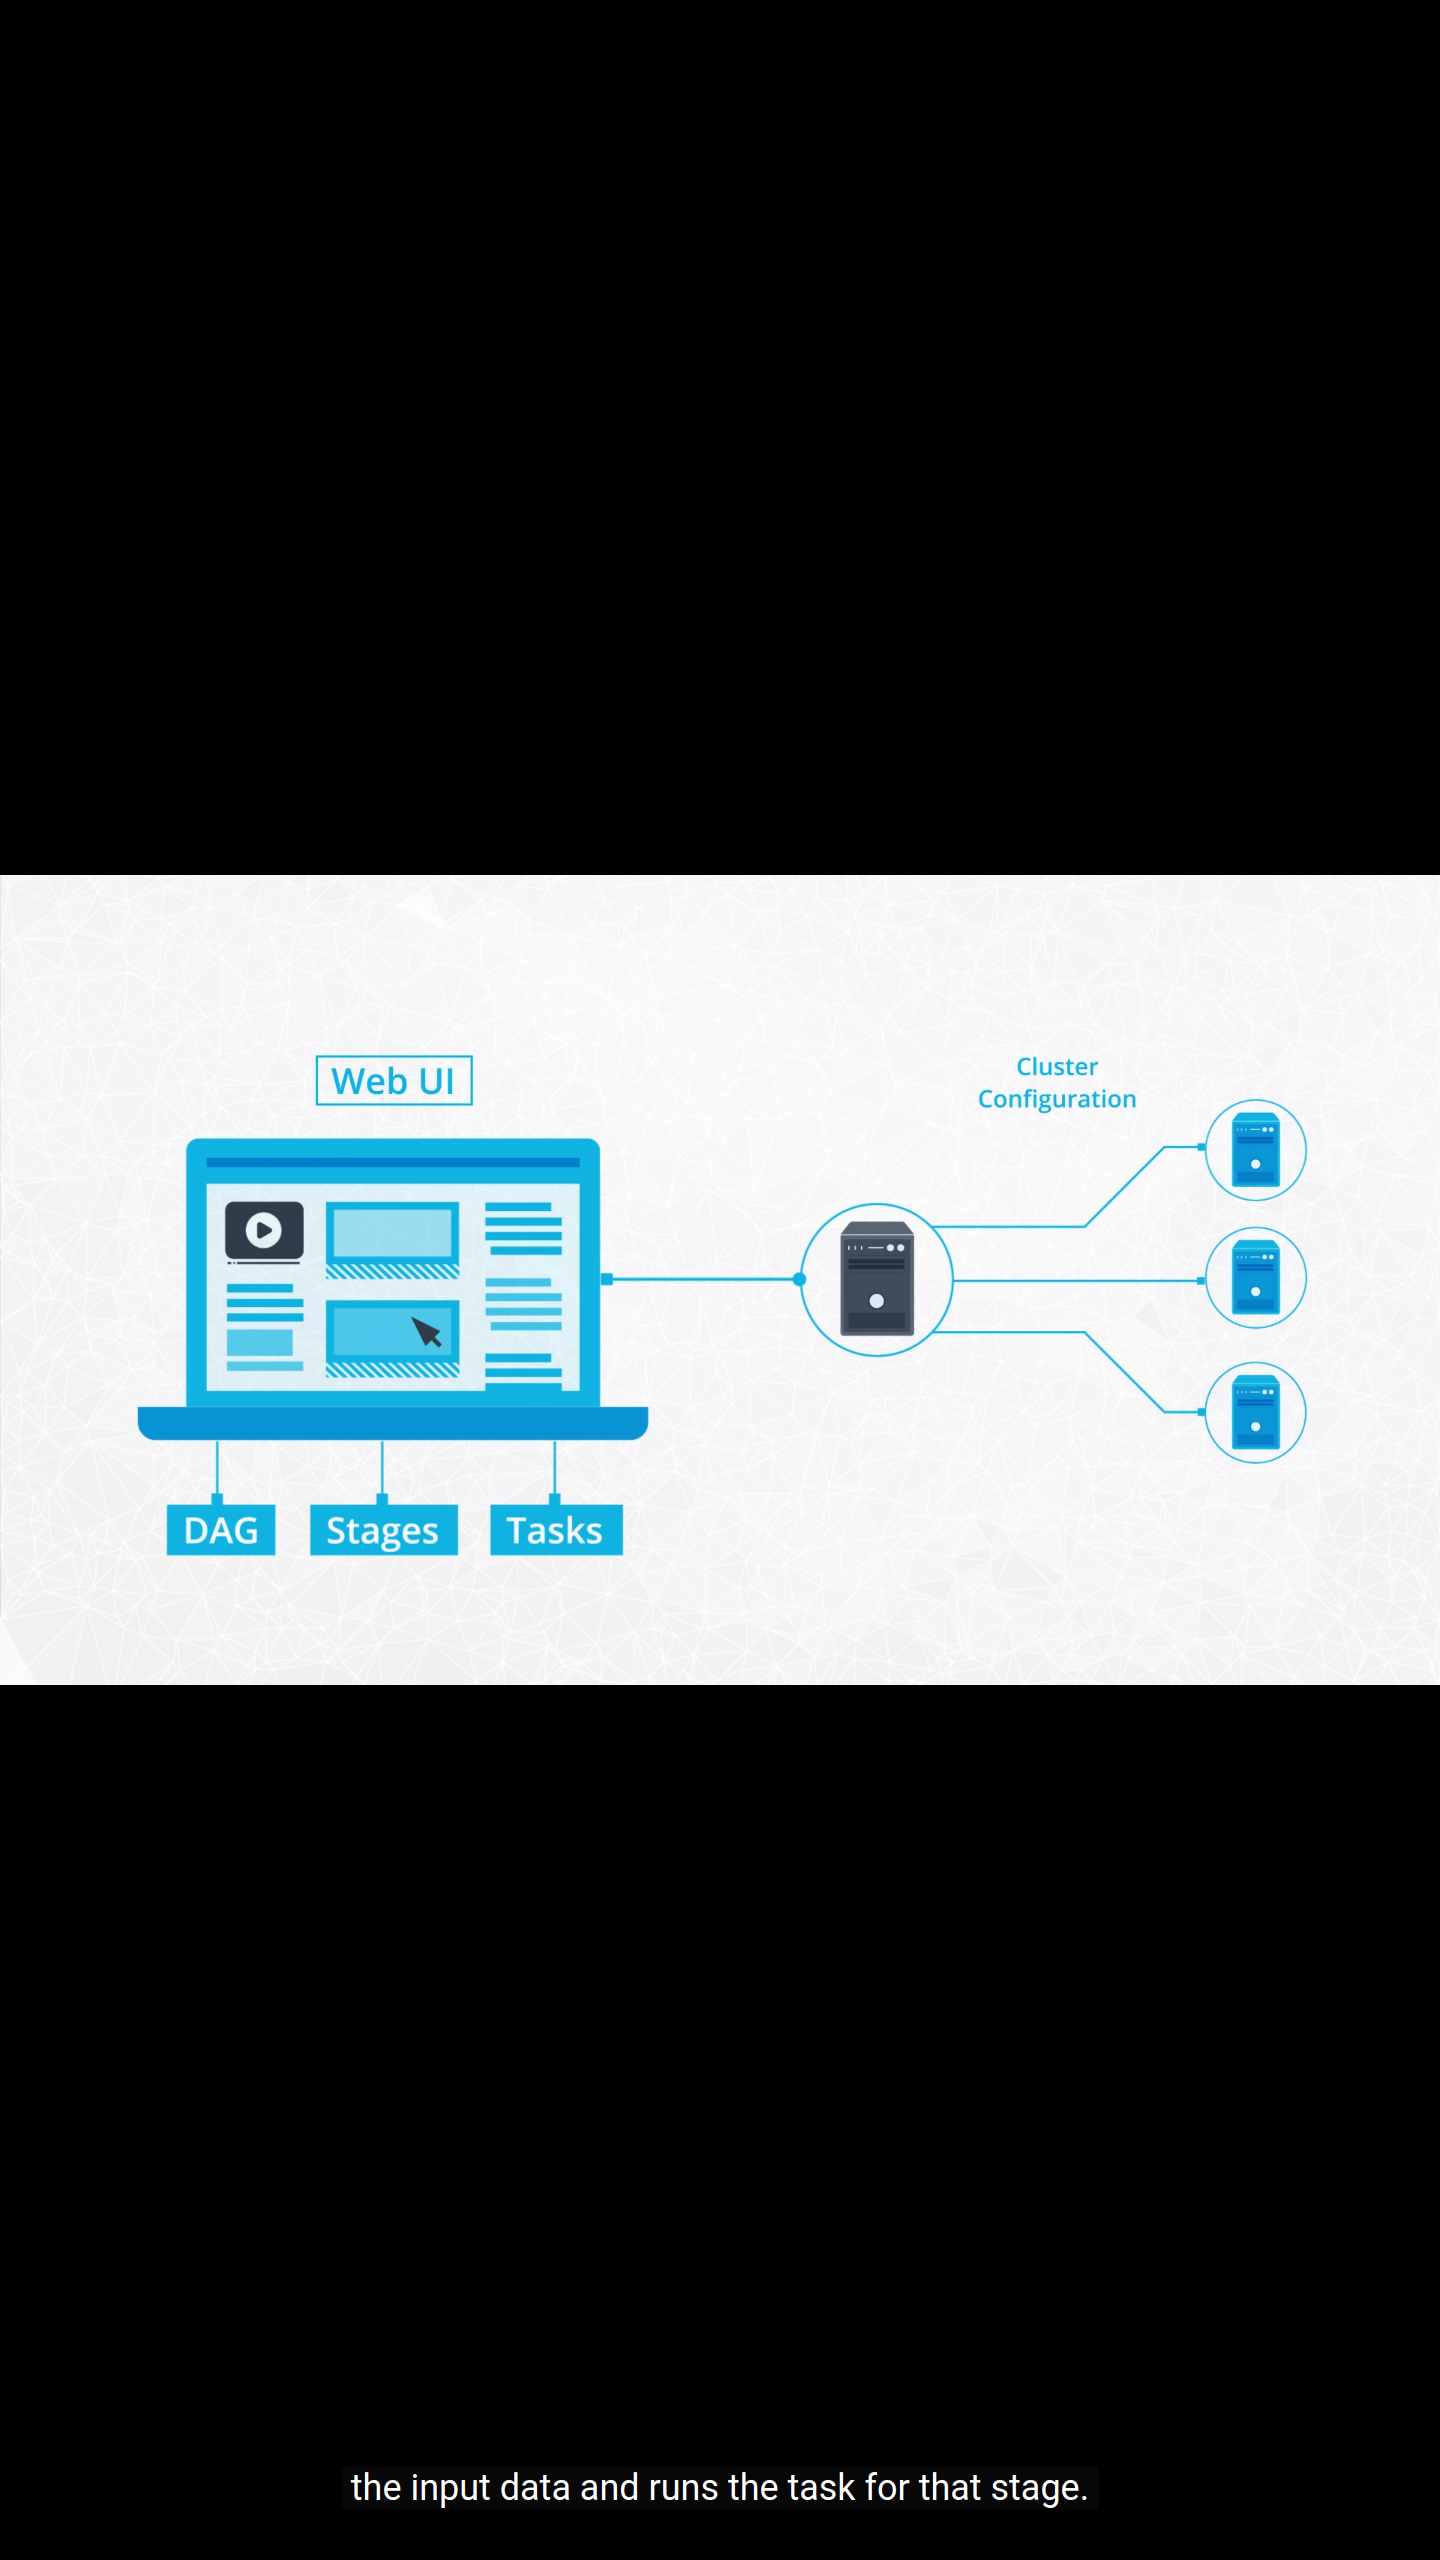 Web UI
Cluster
Configuration
DAG
Stages
Tasks
the input data and runs the task for that stage.